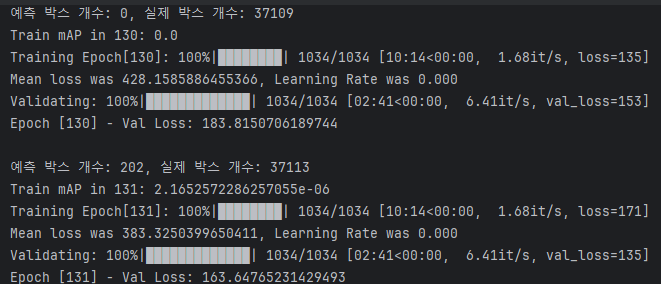 예측 박스 개수: 0, 실제 박스 개수: 37109
Train mAP in 130: 0.0
Training Epoch[130]: 100%|██████████| 1034/1034 [10:14<00:00,  1.68it/s, loss=135]
Mean loss was 428.1585886455366, Learning Rate was 0.000
Validating: 100%|██████████| 1034/1034 [02:41<00:00,  6.41it/s, val_loss=153]
Epoch [130] - Val Loss: 183.8150706189744
예측 박스 개수: 202, 실제 박스 개수: 37113
Train mAP in 131: 2.1652572286257055e-06
Training Epoch[131]: 100%|██████████| 1034/1034 [10:14<00:00,  1.68it/s, loss=171]
Mean loss was 383.3250399650411, Learning Rate was 0.000
Validating: 100%|██████████| 1034/1034 [02:41<00:00,  6.41it/s, val_loss=135]
Epoch [131] - Val Loss: 163.64765231429493